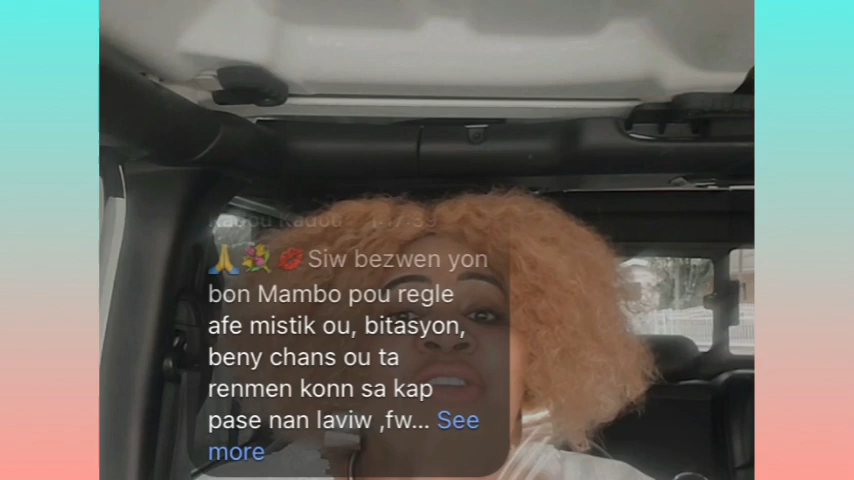 🙏💐💋Siw bezwen yon
bon Mambo pou regle
afe mistik ou, bitasyon,
beny chans ou ta
renmen konn sa kap
pase nan laviw ,fw... See
more